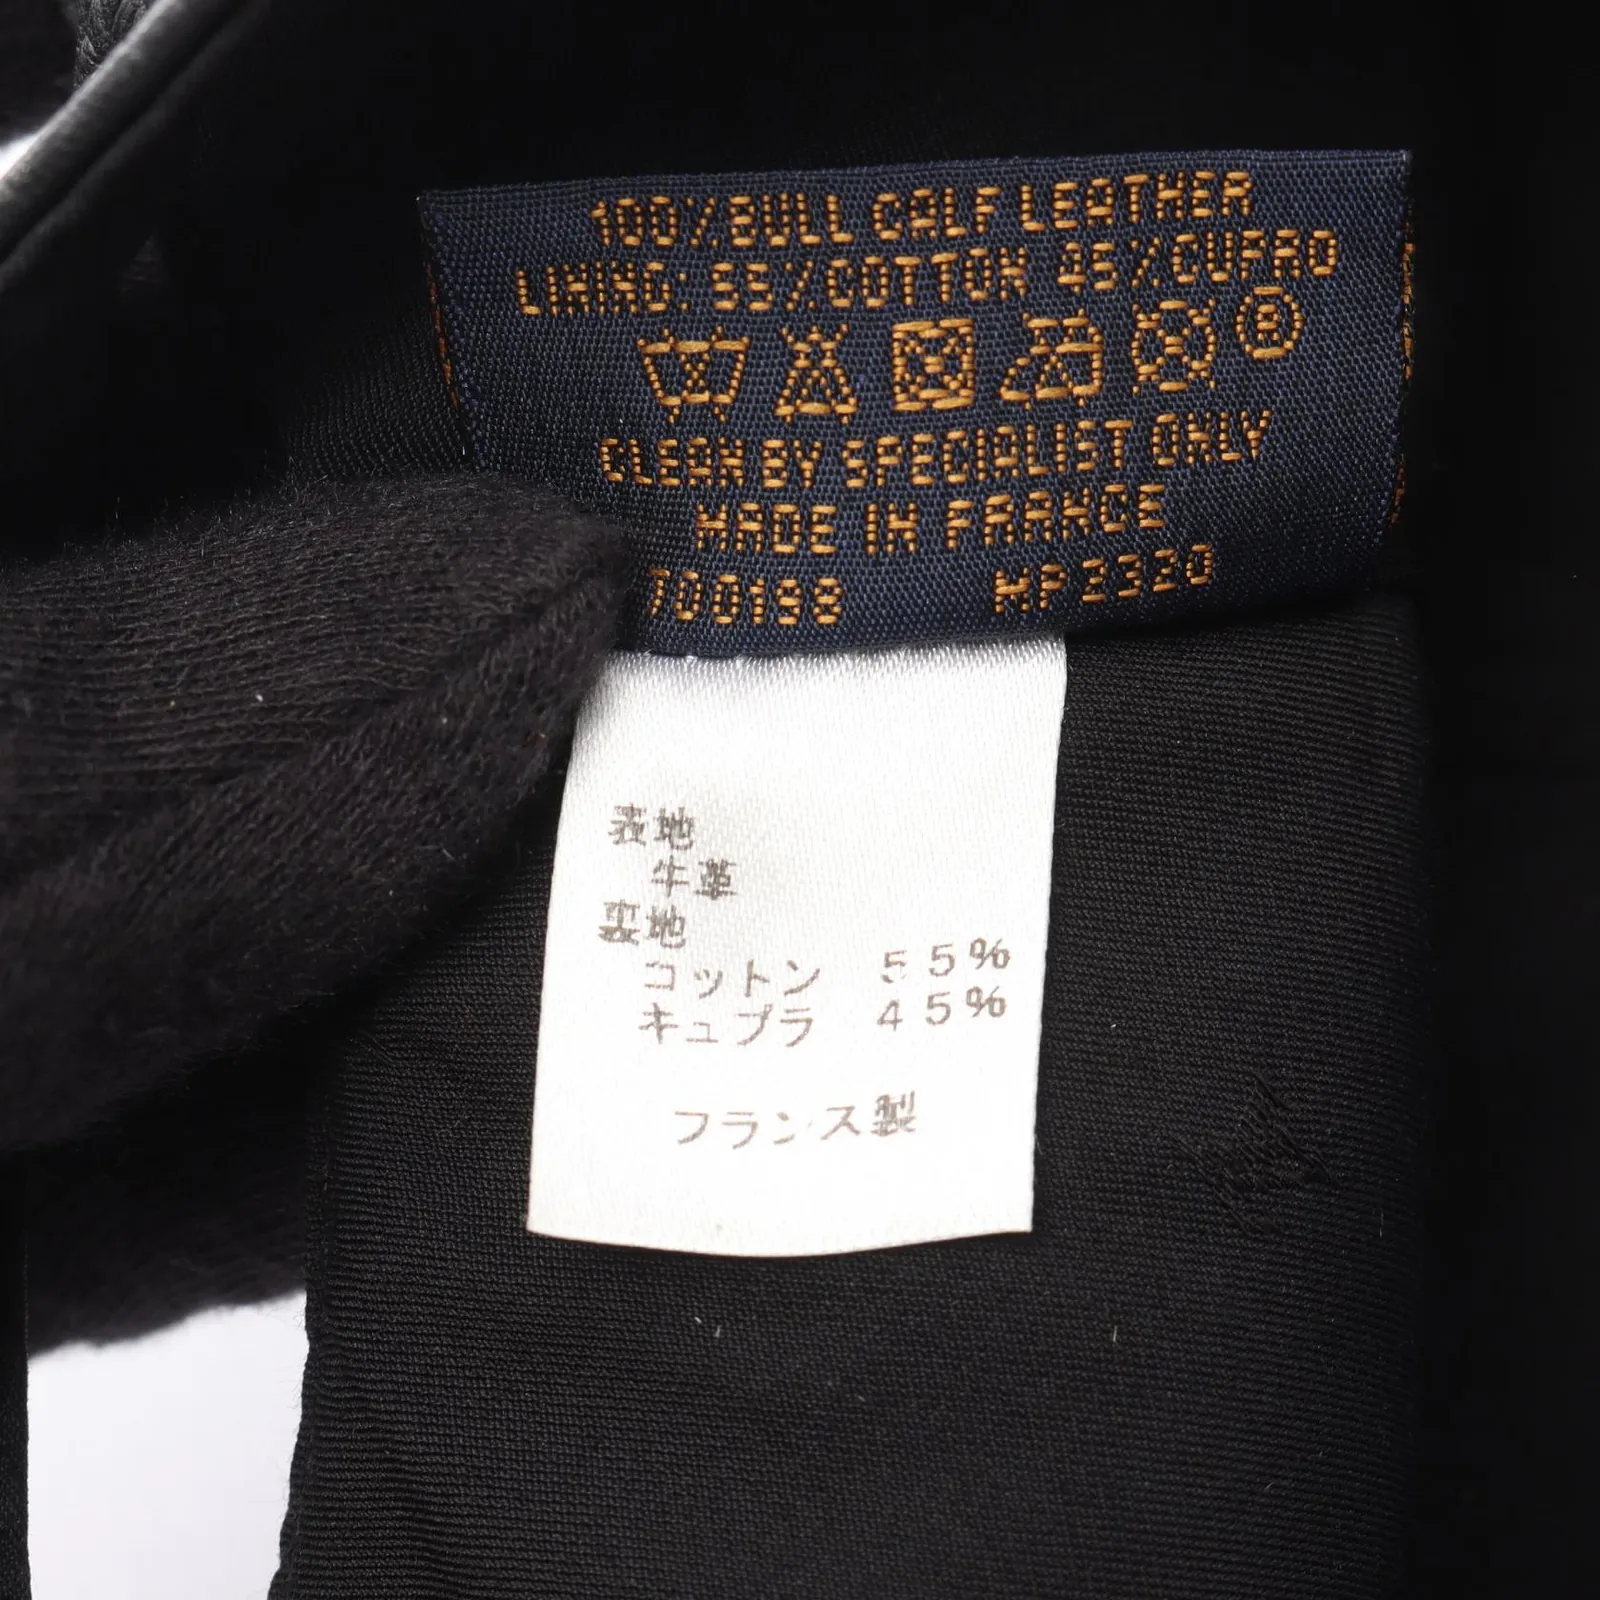 100%BULL CALF LEATHER
LINING: 55%COTTON 45%CUPRO
®
CLEAN BY SPECIALIST ONLY
MADE IN FRANCE
T00198 MP2320
表地
牛革
裏地
コットン 55%
キュプラ 45%
フランス製